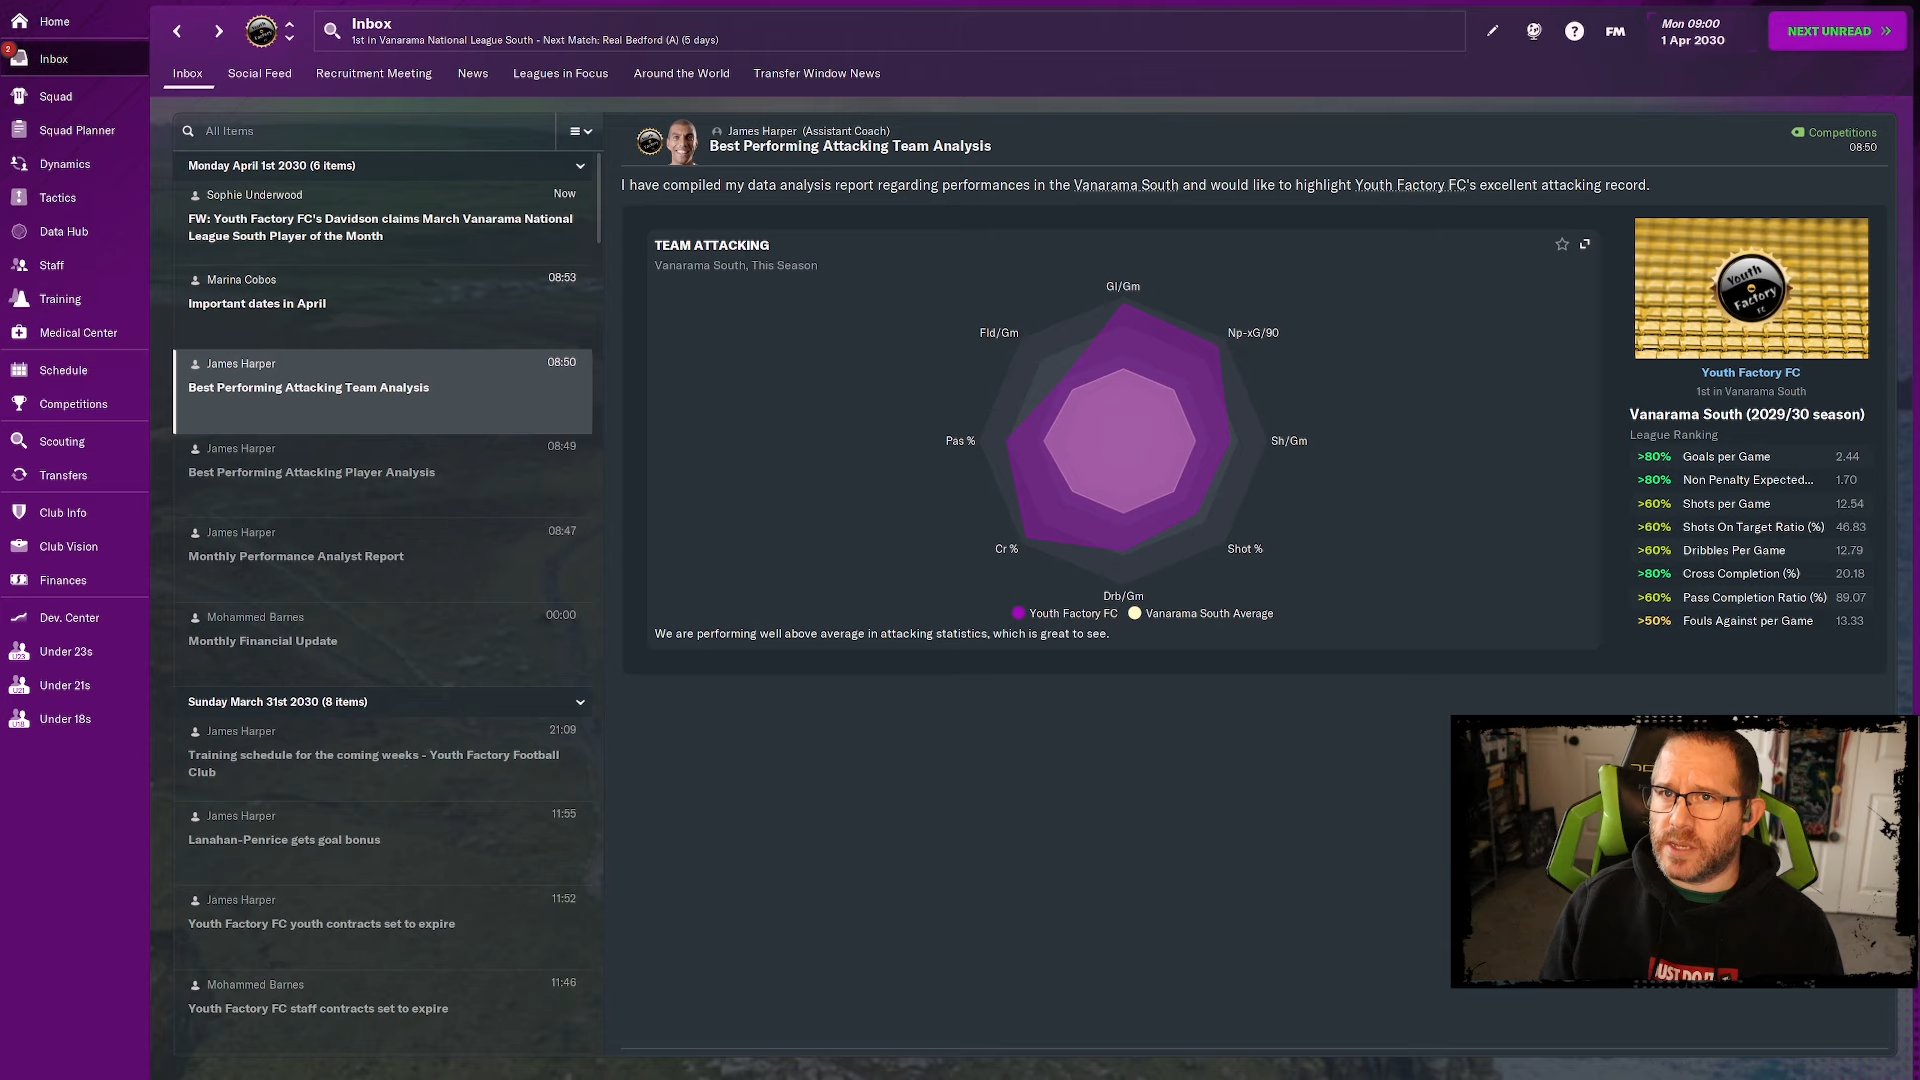 Home
2
Inbox
Squad
Squad Planner
Dynamics
Tactics
Data Hub
Staff
Training
Medical Center
Schedule
Competitions
Scouting
Transfers
Club Info
Club Vision
Finances
Dev. Center
U23
Under 23s
U21
Under 21s
U18
Under 18s
Inbox
1st in Vanarama National League South - Next Match: Real Bedford (A) (5 days)
FM
Mon 09:00
1 Apr 2030
NEXT UNREAD
Inbox
Social Feed
Recruitment Meeting
News
Leagues in Focus
Around the World
Transfer Window News
All Items
Monday April 1st 2030 (6 items)
Sophie Underwood
Now
FW: Youth Factory FC's Davidson claims March Vanarama National
League South Player of the Month
Marina Cobos
08:53
Important dates in April
James Harper
08:50
Best Performing Attacking Team Analysis
James Harper
08:49
Best Performing Attacking Player Analysis
James Harper
08:47
Monthly Performance Analyst Report
Mohammed Barnes
00:00
Monthly Financial Update
Sunday March 31st 2030 (8 items)
James Harper
21:09
Training schedule for the coming weeks - Youth Factory Football
Club
James Harper
11:55
Lanahan-Penrice gets goal bonus
James Harper
11:52
Youth Factory FC youth contracts set to expire
Mohammed Barnes
11:46
Youth Factory FC staff contracts set to expire
James Harper (Assistant Coach)
Best Performing Attacking Team Analysis
Competitions
08:50
I have compiled my data analysis report regarding performances in the Vanarama South and would like to highlight Youth Factory FC's excellent attacking record.
TEAM ATTACKING
Vanarama South, This Season
Gl/Gm
Np-xG/90
Sh/Gm
Shot %
Drb/Gm
Cr %
Pas %
Fld/Gm
Youth Factory FC
Vanarama South Average
We are performing well above average in attacking statistics, which is great to see.
Youth
Factory
FC
Youth Factory FC
1st in Vanarama South
Vanarama South (2029/30 season)
League Ranking
>80% Goals per Game 2.44
>80% Non Penalty Expected... 1.70
>60% Shots per Game 12.54
>60% Shots On Target Ratio (%) 46.83
>60% Dribbles Per Game 12.79
>80% Cross Completion (%) 20.18
>60% Pass Completion Ratio (%) 89.07
>50% Fouls Against per Game 13.33
JUST DO IT